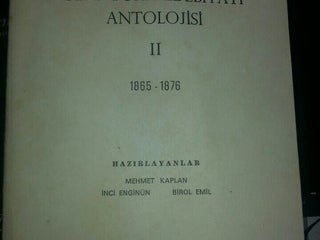 ANTOLOJİSİ
II
1865 - 1876
HAZIRLAYANLAR
MEHMET KAPLAN
İNCİ ENGİNÜN BİROL EMİL